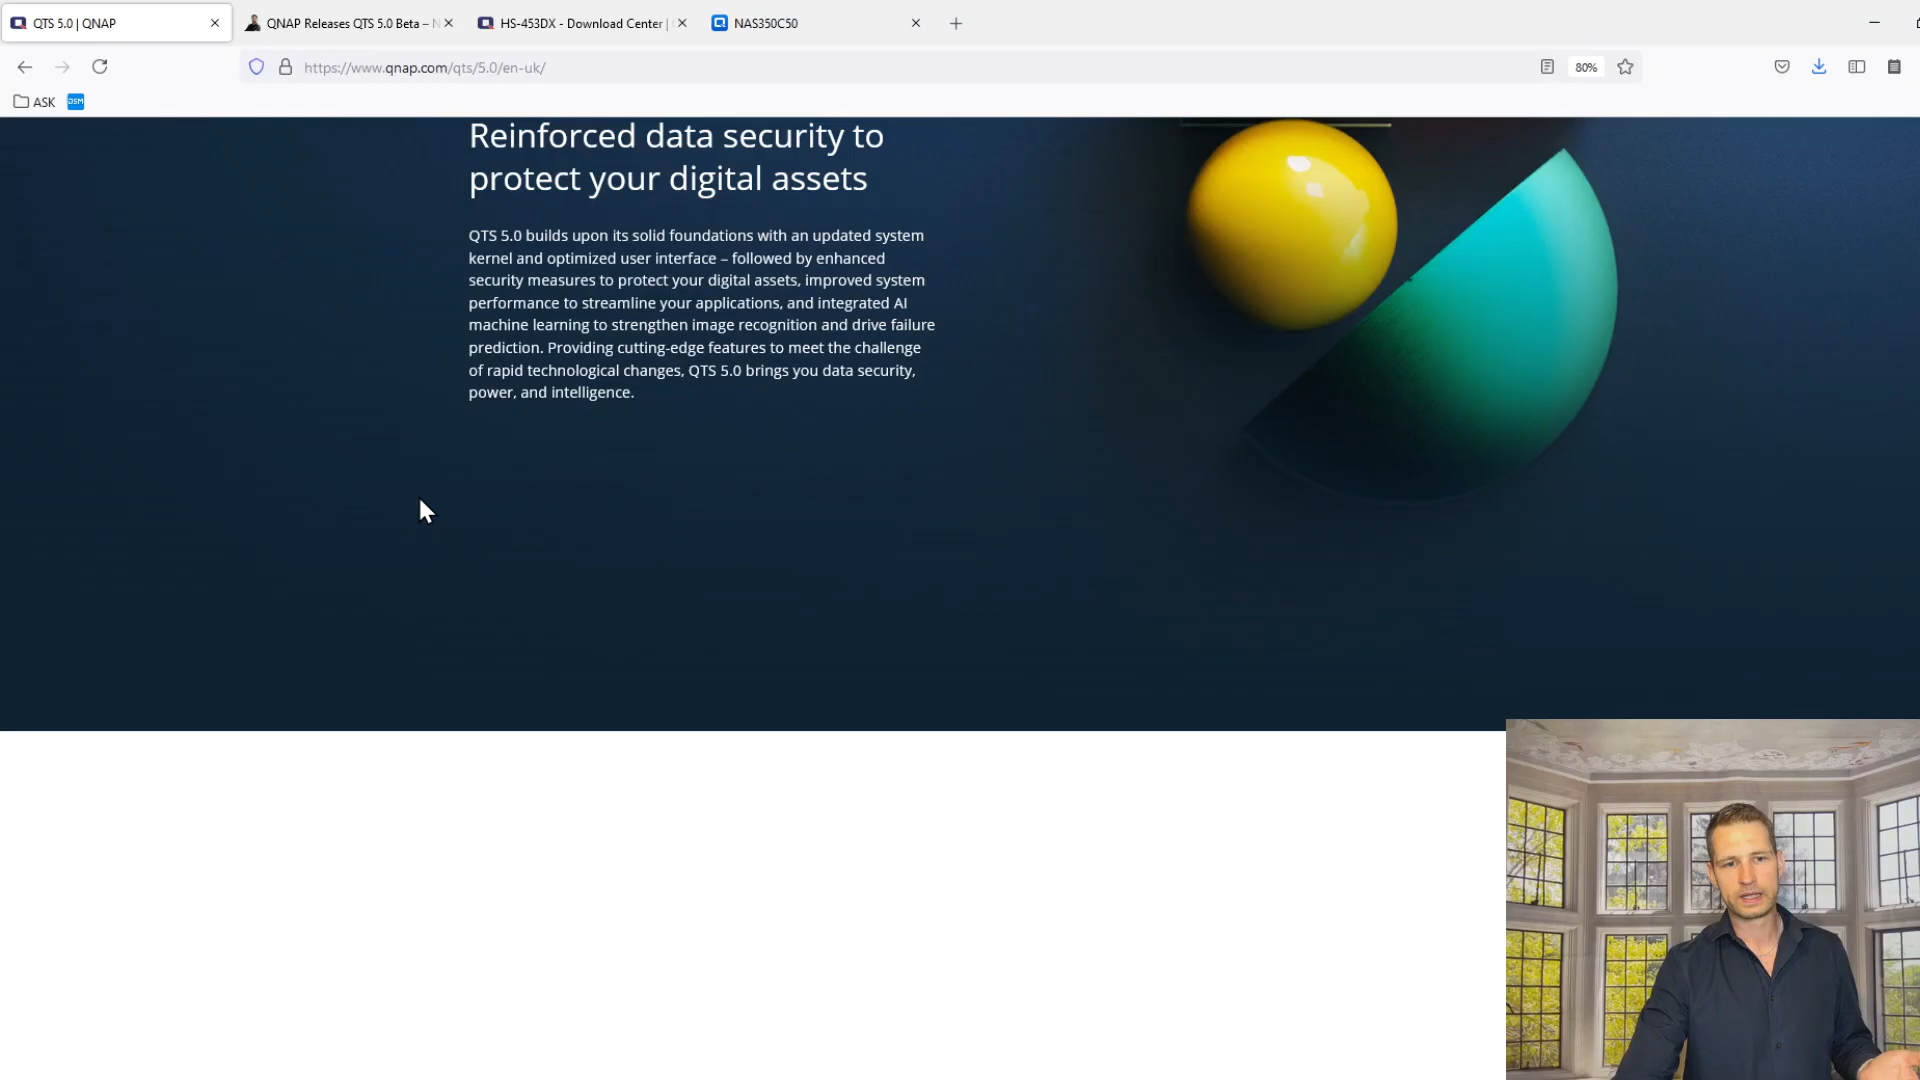 QTS 5.0 | QNAP
QNAP Releases QTS 5.0 Beta – N
HS-453DX - Download Center |
NAS350C50
https://www.qnap.com/qts/5.0/en-uk/
80%
ASK
DSM
Reinforced data security to
protect your digital assets
QTS 5.0 builds upon its solid foundations with an updated system
kernel and optimized user interface – followed by enhanced
security measures to protect your digital assets, improved system
performance to streamline your applications, and integrated AI
machine learning to strengthen image recognition and drive failure
prediction. Providing cutting-edge features to meet the challenge
of rapid technological changes, QTS 5.0 brings you data security,
power, and intelligence.